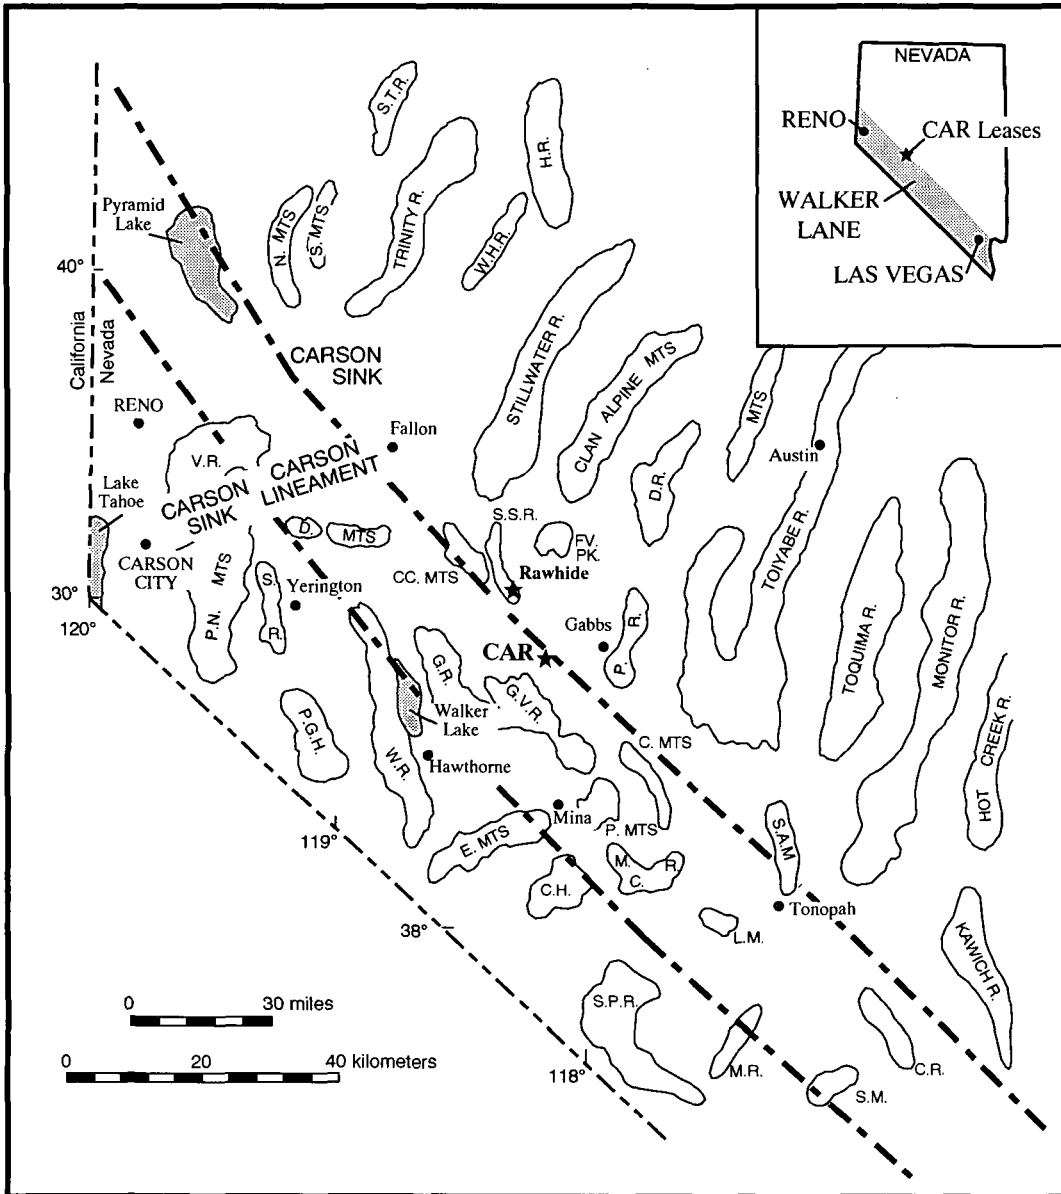 NEVADA
RENO
CAR Leases
WALKER
LANE
LAS VEGAS
S.T.R.
H.R.
TRINITY R.
N. MTS
S. MTS
W.H.R.
Pyramid
Lake
40°
California
Nevada
CARSON
SINK
STILLWATER R.
CLAN ALPINE MTS
MTS
RENO
Fallon
Austin
V.R.
CARSON
LINEAMENT
CARSON
SINK
D.R.
Lake
Tahoe
TOIYABE R.
S.S.R.
D.
MTS
FV.
PK.
CARSON
CITY
CC. MTS
Rawhide
P.N. MTS
S.
R.
Yerington
30°
120°
Gabbs
P. R.
TOQUIMA R.
MONITOR R.
CAR
G.R.
G.V.R.
P.G.H.
W.R.
Walker
Lake
C. MTS
HOT CREEK R.
Hawthorne
Mina
P. MTS
119°
E. MTS
M.
R.
C.
S.A.M
C.H.
Tonopah
38°
L.M.
KAWICH R.
0 30 miles
S.P.R.
0 20 40 kilometers
118°
M.R.
C.R.
S.M.